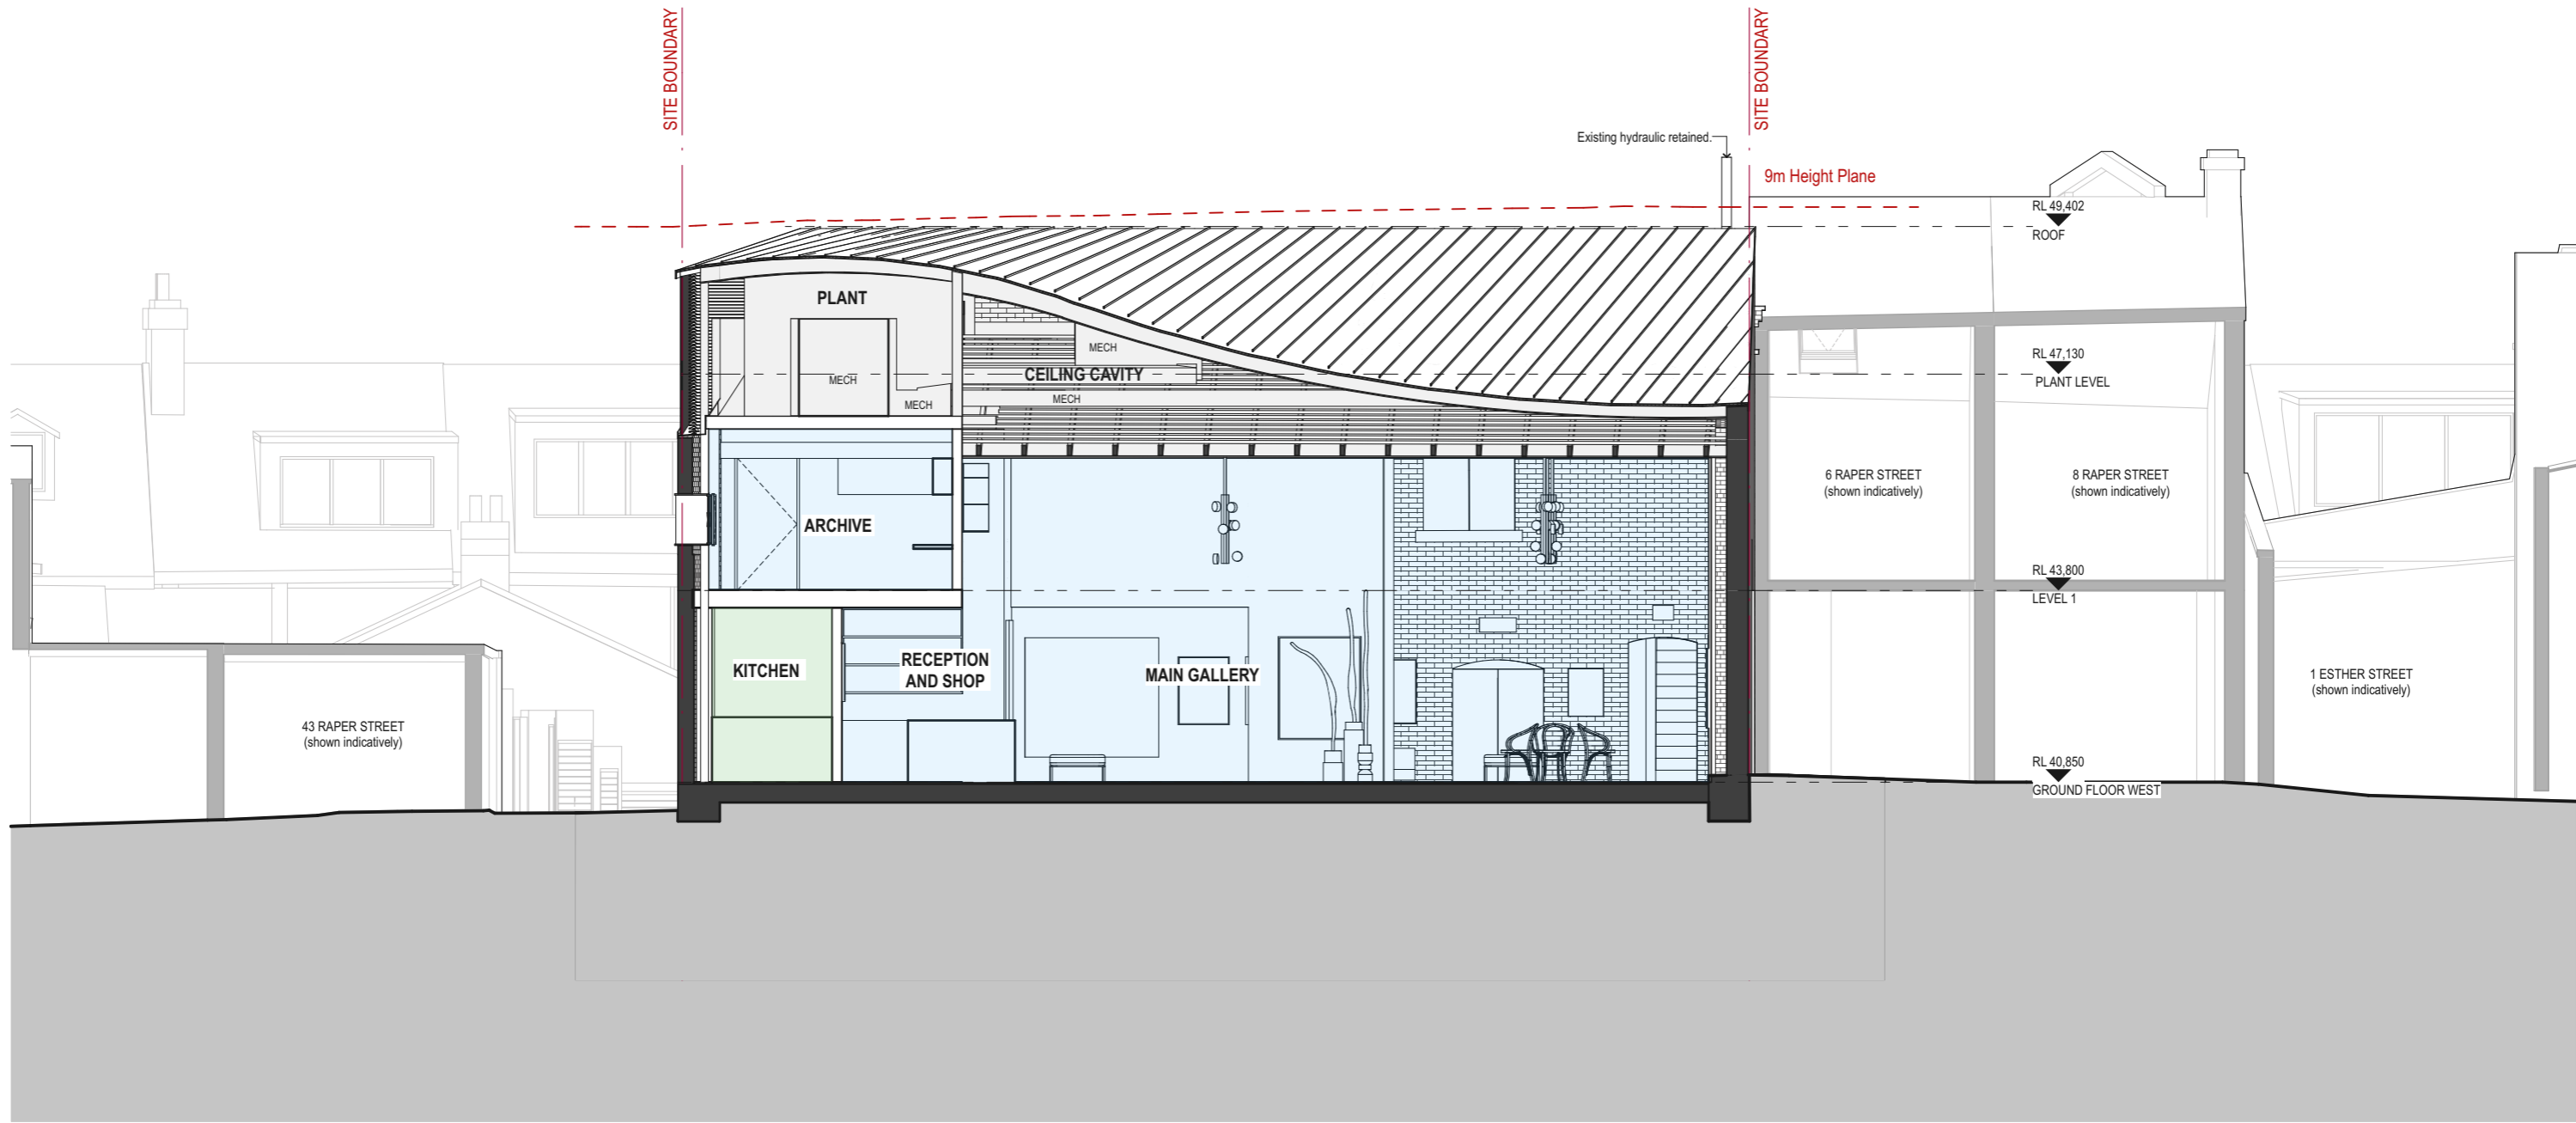 SITE BOUNDARY
SITE BOUNDARY
Existing hydraulic retained.
9m Height Plane
RL 49,402
ROOF
PLANT
MECH
RL 47,130
CEILING CAVITY
MECH
PLANT LEVEL
MECH
MECH
6 RAPER STREET
(shown indicatively)
8 RAPER STREET
(shown indicatively)
ARCHIVE
RL 43,800
LEVEL 1
KITCHEN
RECEPTION
AND SHOP
MAIN GALLERY
1 ESTHER STREET
(shown indicatively)
43 RAPER STREET
(shown indicatively)
RL 40,850
GROUND FLOOR WEST